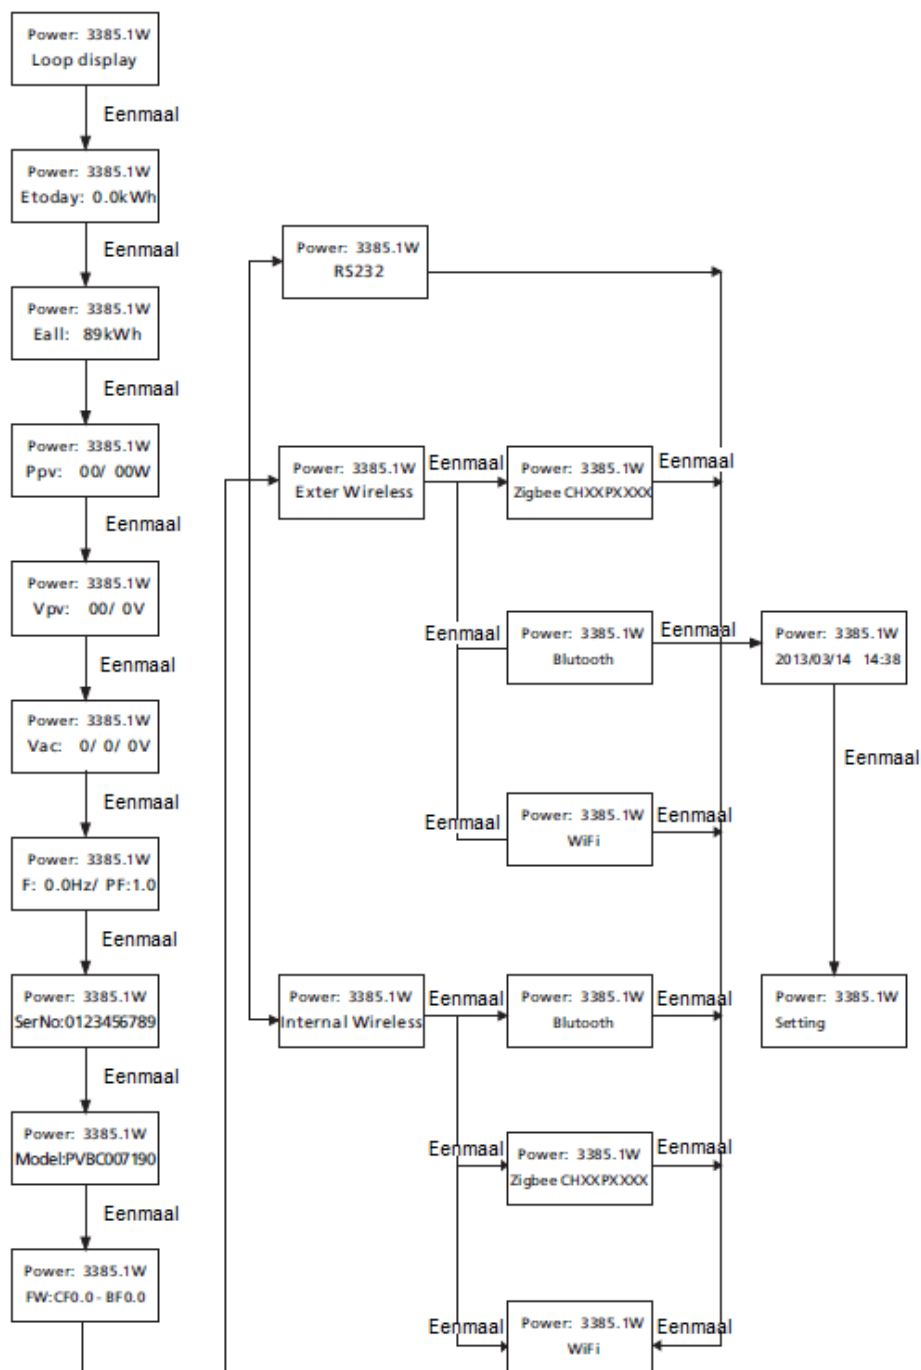 Power: 3385.1W
Loop display
Eenmaal
Power: 3385.1W
Etoday: 0.0kWh
Eenmaal
Power: 3385.1W
Eall: 89kWh
Eenmaal
Power: 3385.1W
Ppv: 00/ 00W
Eenmaal
Power: 3385.1W
Vpv: 00/ 0V
Eenmaal
Power: 3385.1W
Vac: 0/ 0/ 0V
Eenmaal
Power: 3385.1W
F: 0.0Hz/ PF:1.0
Eenmaal
Power: 3385.1W
SerNo:0123456789
Eenmaal
Power: 3385.1W
Model:PVBC007190
Eenmaal
Power: 3385.1W
FW:CF0.0 - BF0.0
Power: 3385.1W
RS232
Power: 3385.1W
Exter Wireless
Eenmaal
Power: 3385.1W
Zigbee CHXXPXXXX
Eenmaal
Eenmaal
Power: 3385.1W
Blutooth
Eenmaal
Eenmaal
Power: 3385.1W
WiFi
Eenmaal
Power: 3385.1W
Internal Wireless
Eenmaal
Power: 3385.1W
Blutooth
Eenmaal
Eenmaal
Power: 3385.1W
Zigbee CHXXPXXXX
Eenmaal
Eenmaal
Power: 3385.1W
WiFi
Eenmaal
Power: 3385.1W
2013/03/14 14:38
Eenmaal
Power: 3385.1W
Setting